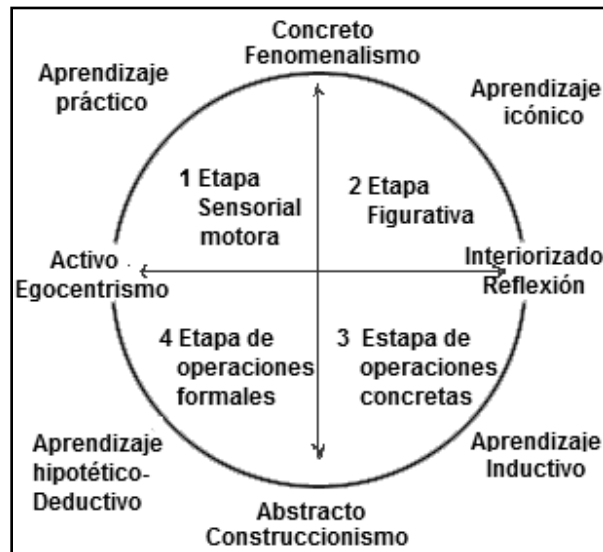 Concreto
Fenomenalismo
Aprendizaje
práctico
Aprendizaje
icónico
1 Etapa
Sensorial
motora
2 Etapa
Figurativa
Activo
Egocentrismo
Interiorizado
Reflexión
4 Etapa de
operaciones
formales
3 Estapa de
operaciones
concretas
Aprendizaje
hipotético-
Deductivo
Aprendizaje
Inductivo
Abstracto
Construccionismo